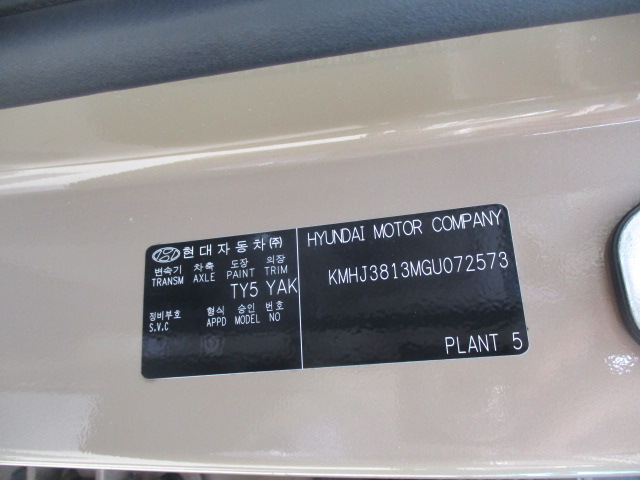 현대자동차㈜
변속기 차축 도장 의장
TRANSM AXLE PAINT TRIM
TY5 YAK
정비부호 형식 승인 번호
S.V.C APPD MODEL NO
HYUNDAI MOTOR COMPANY
KMHJ3813MGU072573
PLANT 5